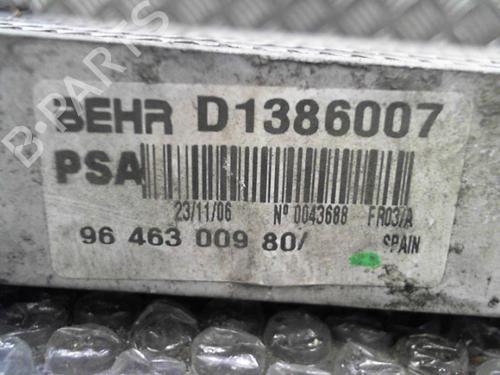 BEHR D1386007
PSA
23/11/06 Nº 0043688 FR03/A
96 463 009 80/ SPAIN
B-PARTS